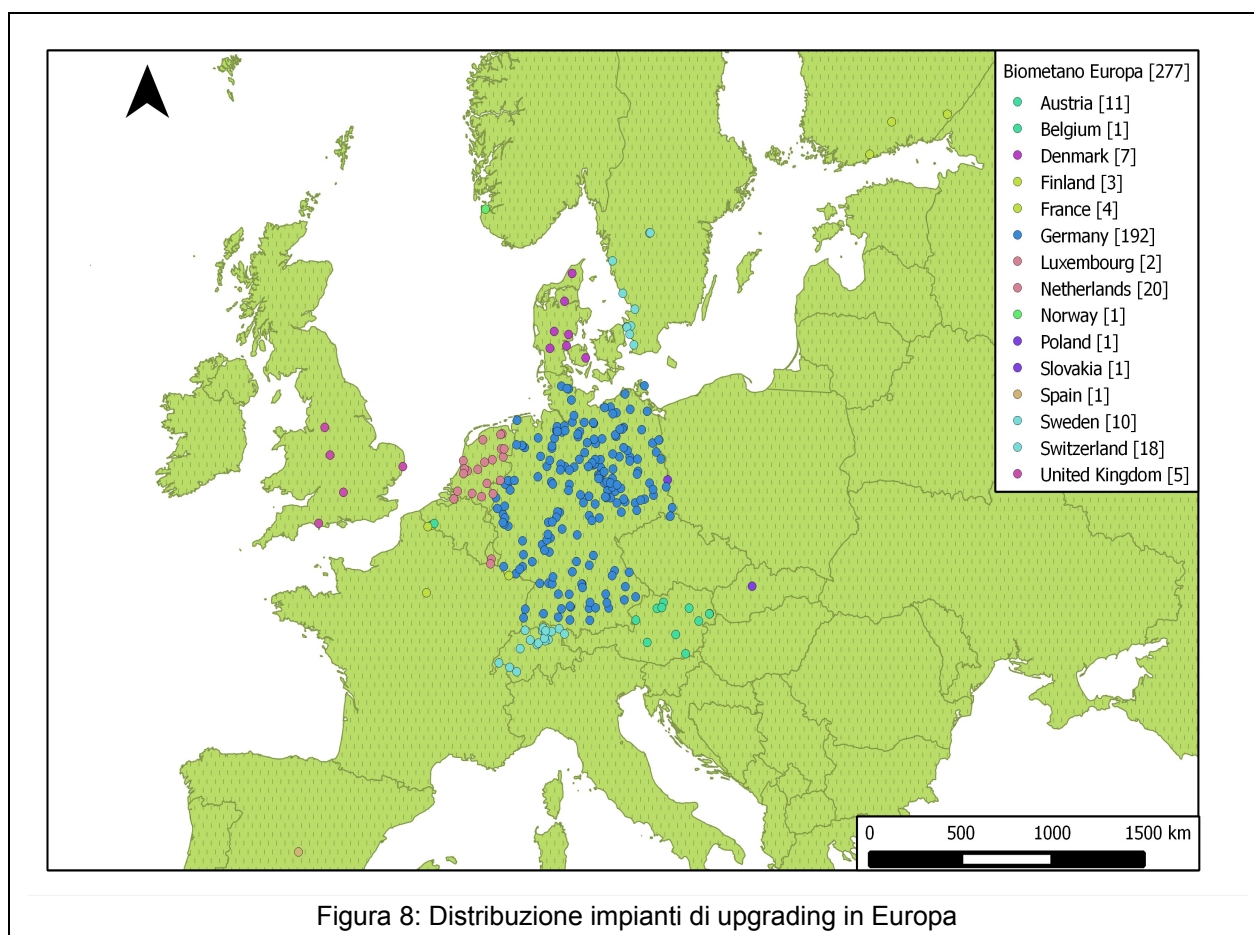 Biometano Europa [277]
Austria [11]
Belgium [1]
Denmark [7]
Finland [3]
France [4]
Germany [192]
Luxembourg [2]
Netherlands [20]
Norway [1]
Poland [1]
Slovakia [1]
Spain [1]
Sweden [10]
Switzerland [18]
United Kingdom [5]
0 500 1000 1500 km
Figura 8: Distribuzione impianti di upgrading in Europa